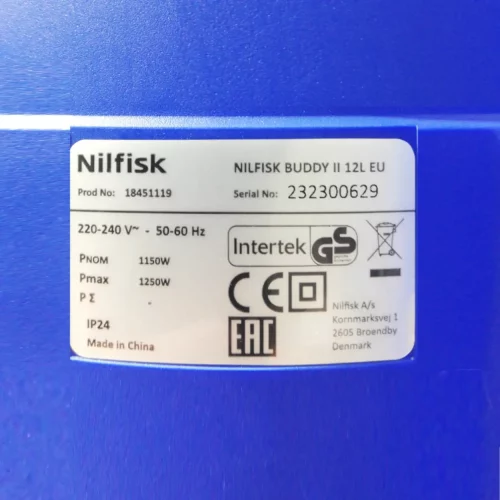 Nilfisk
NILFISK BUDDY II 12L EU
Prod No: 18451119
Serial No: 232300629
220-240 V~ - 50-60 Hz
PNOM 1150W
Pmax 1250W
P Σ -
IP24
Made in China
Intertek GS
CE
EAC
Nilfisk A/s
Kornmarksvej 1
2605 Broendby
Denmark